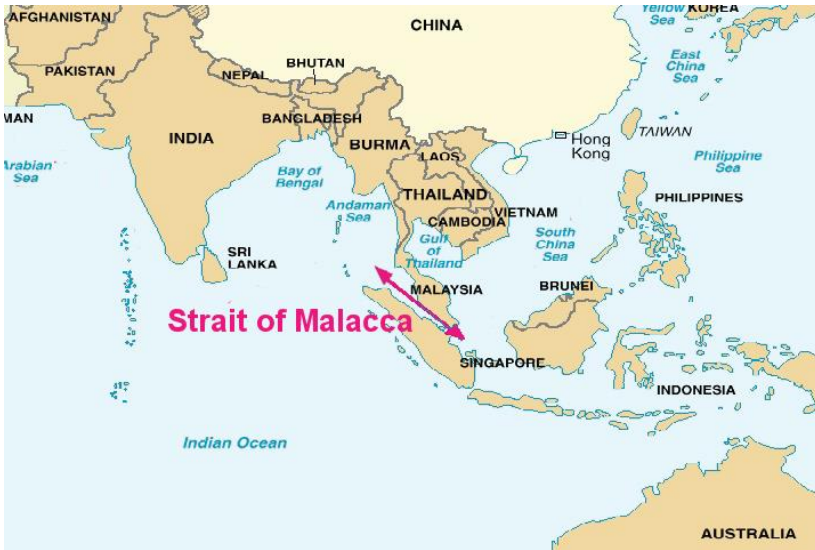 AFGHANISTAN
CHINA
Yellow
Sea
KOREA
East
China
Sea
PAKISTAN
NEPAL
BHUTAN
MAN
BANGLADESH
INDIA
BURMA
Hong
Kong
TAIWAN
LAOS
Arabian
Sea
Bay of
Bengal
Philippine
Sea
THAILAND
PHILIPPINES
Andaman
Sea
VIETNAM
CAMBODIA
Gulf
of
Thailand
South
China
Sea
SRI
LANKA
MALAYSIA
BRUNEI
Strait of Malacca
SINGAPORE
INDONESIA
Indian Ocean
AUSTRALIA